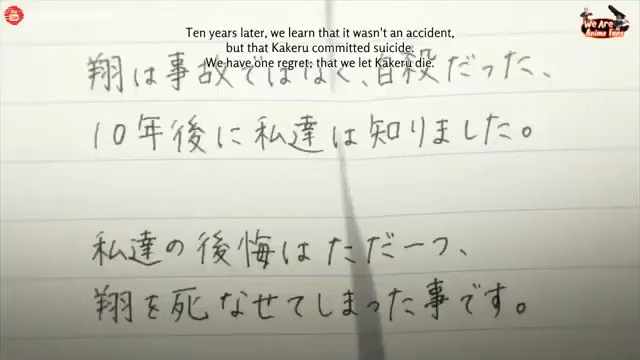 We Are
Anime Fans
Ten years later, we learn that it wasn't an accident,
but that Kakeru committed suicide.
We have one regret: that we let Kakeru die.
翔は事故ではなく、自殺だった、
10年後に私達は知りました。
私達の後悔はただ一つ、
翔を死なせてしまった事です。